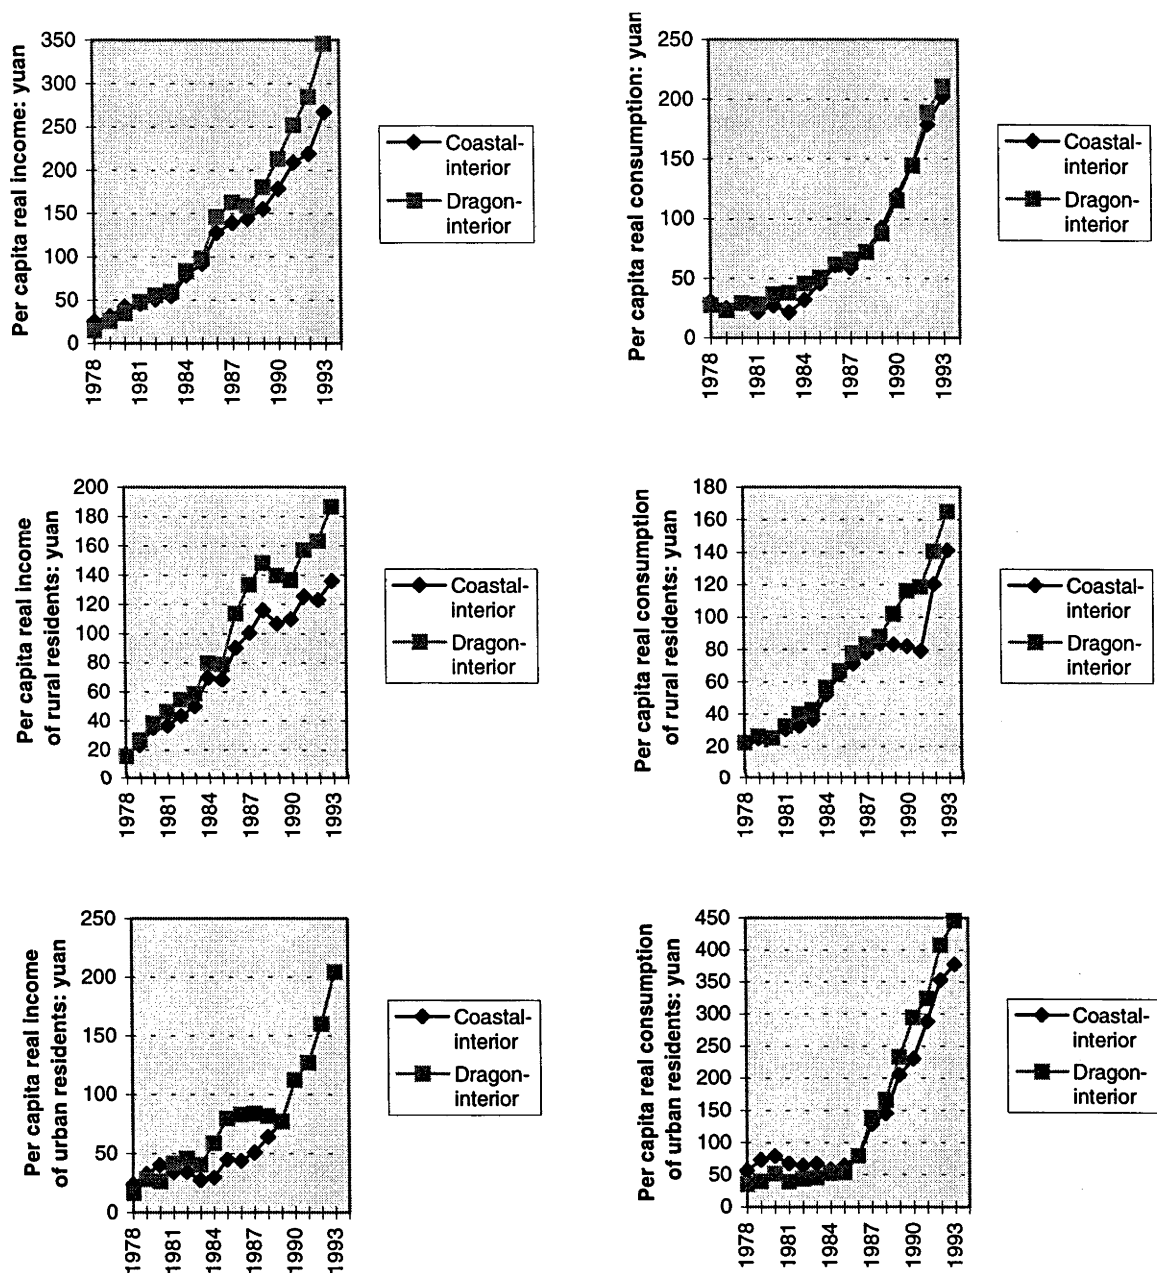 Per capita real income: yuan
350
300
250
200
150
100
50
0
1978
1981
1984
1987
1990
1993
Coastal-
interior
Dragon-
interior
Per capita real consumption: yuan
250
200
150
100
50
0
1978
1981
1984
1987
1990
1993
Coastal-
interior
Dragon-
interior
Per capita real income
of rural residents: yuan
200
180
160
140
120
100
80
60
40
20
0
1978
1981
1984
1987
1990
1993
Coastal-
interior
Dragon-
interior
Per capita real consumption
of rural residents: yuan
180
160
140
120
100
80
60
40
20
0
1978
1981
1984
1987
1990
1993
Coastal-
interior
Dragon-
interior
Per capita real income
of urban residents: yuan
250
200
150
100
50
0
1978
1981
1984
1987
1990
1993
Coastal-
interior
Dragon-
interior
Per capita real consumption
of urban residents: yuan
450
400
350
300
250
200
150
100
50
0
1978
1981
1984
1987
1990
1993
Coastal-
interior
Dragon-
interior